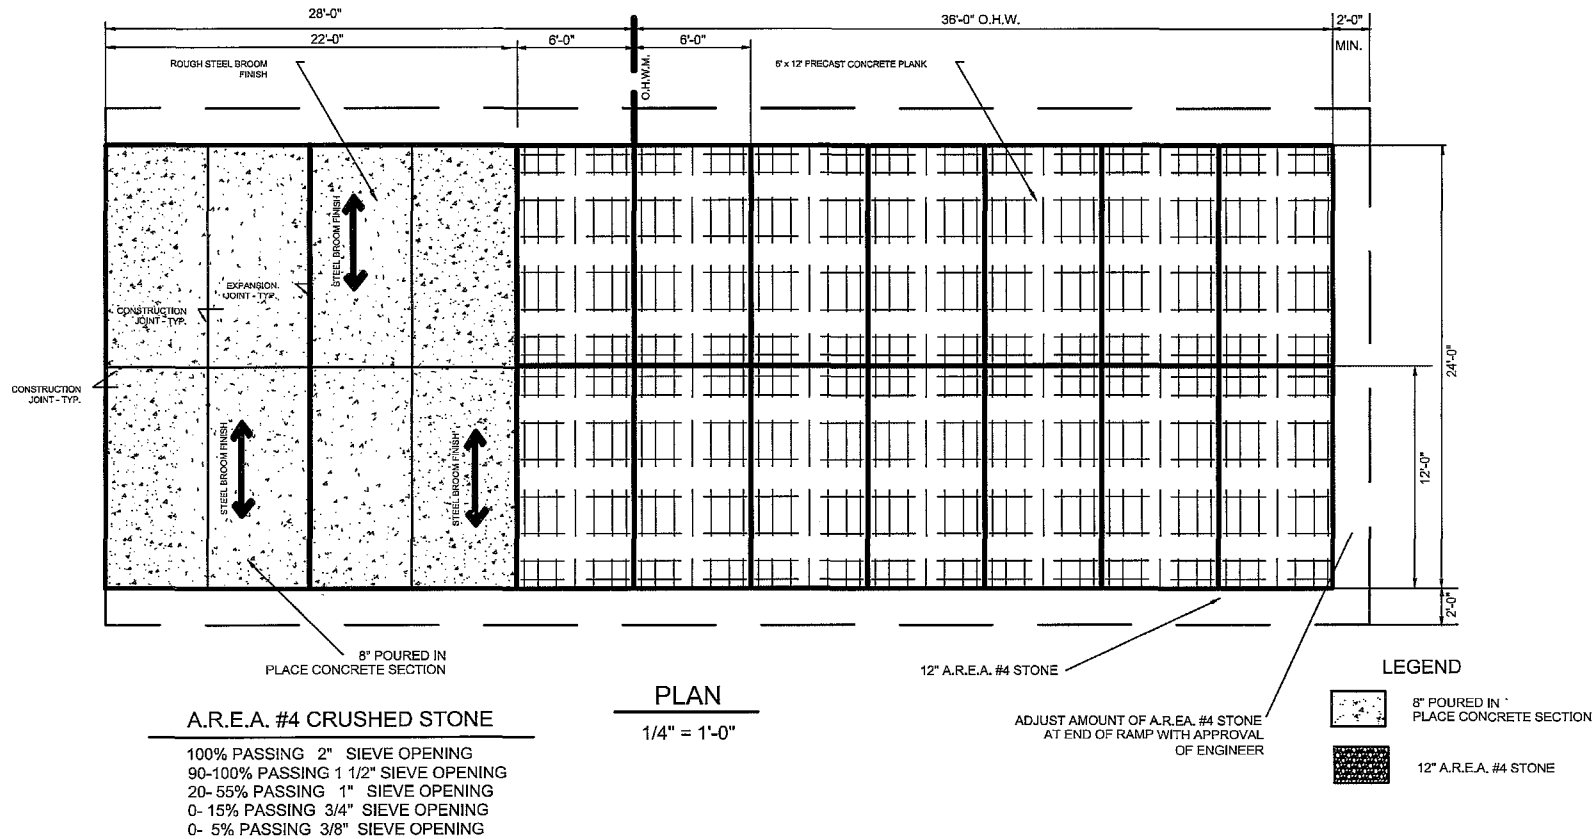 28'-0"
36'-0" O.H.W.
2'-0"
22'-0"
6'-0"
6'-0"
MIN.
ROUGH STEEL BROOM
FINISH
O.H.W.M.
6' x 12' PRECAST CONCRETE PLANK
STEEL BROOM FINISH
EXPANSION
JOINT - TYP.
CONSTRUCTION
JOINT - TYP.
CONSTRUCTION
JOINT - TYP.
24'-0"
12'-0"
STEEL BROOM FINISH
STEEL BROOM FINISH
2'-0"
8" POURED IN
PLACE CONCRETE SECTION
12" A.R.E.A. #4 STONE
PLAN
1/4" = 1'-0"
ADJUST AMOUNT OF A.R.EA. #4 STONE
AT END OF RAMP WITH APPROVAL
OF ENGINEER
LEGEND
8" POURED IN
PLACE CONCRETE SECTION
12" A.R.E.A. #4 STONE
A.R.E.A. #4 CRUSHED STONE
100% PASSING 2" SIEVE OPENING
90-100% PASSING 1 1/2" SIEVE OPENING
20- 55% PASSING 1" SIEVE OPENING
0- 15% PASSING 3/4" SIEVE OPENING
0- 5% PASSING 3/8" SIEVE OPENING